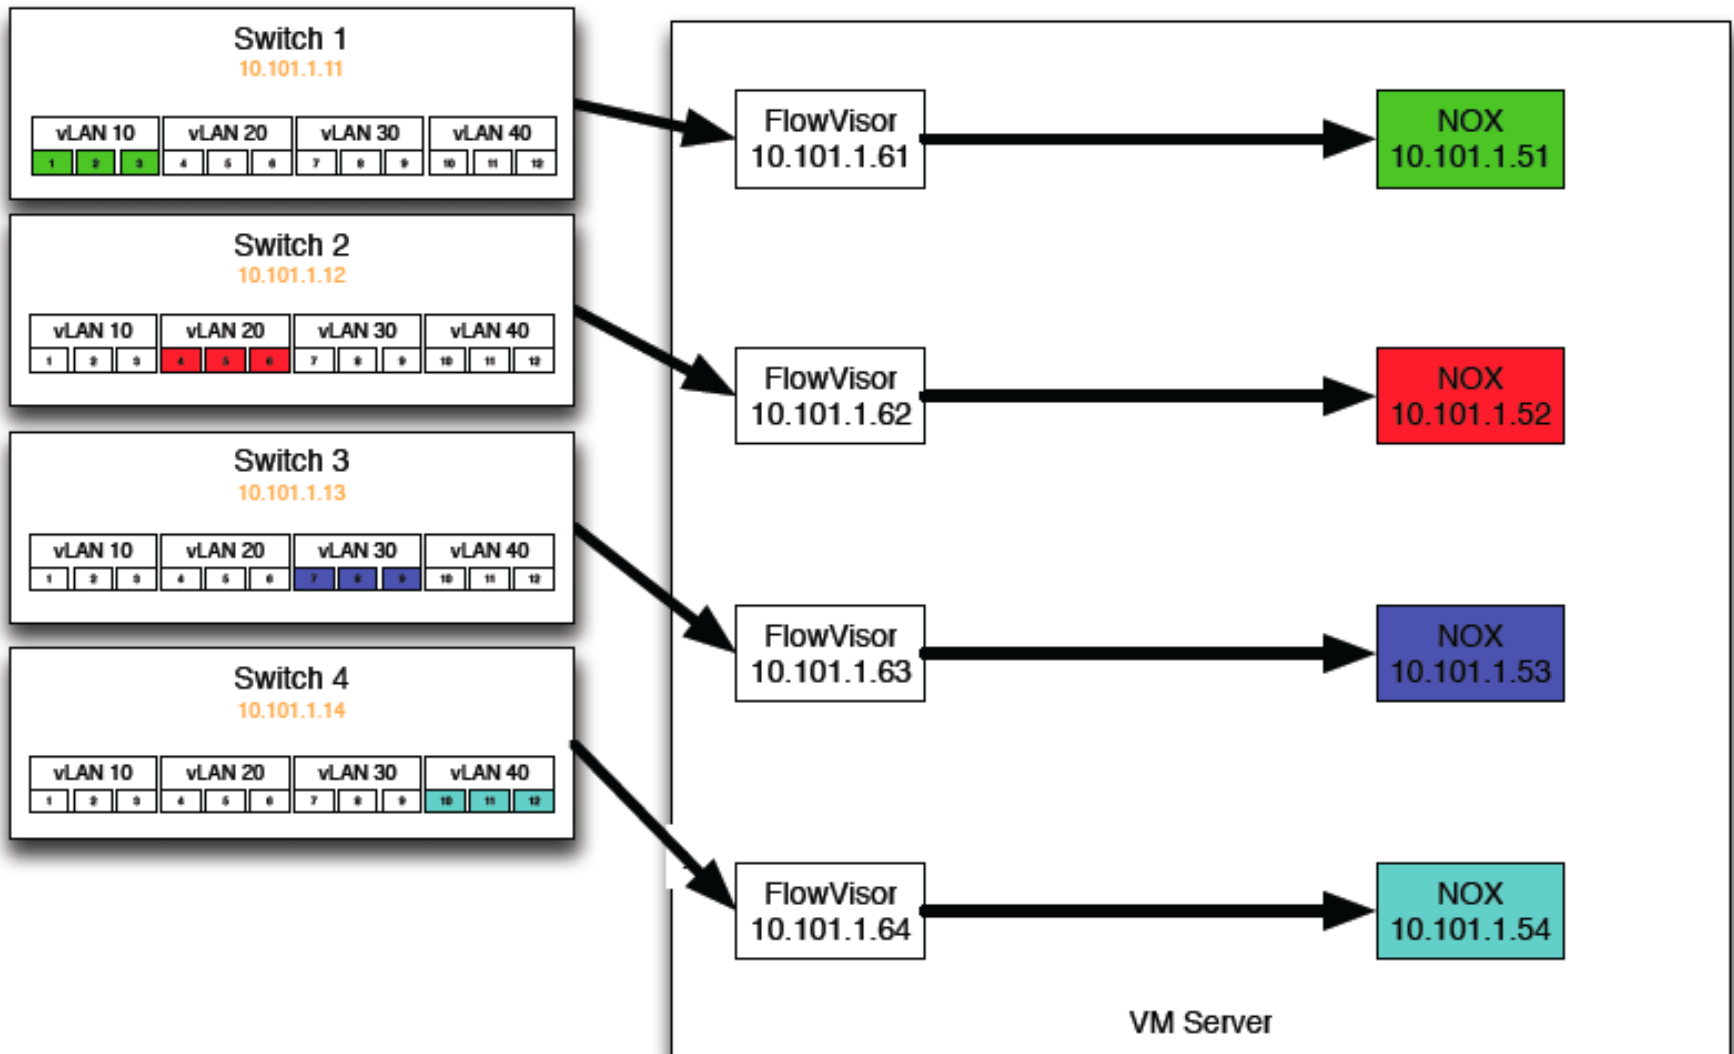 Switch 1
10.101.1.11
vLAN 10 vLAN 20 vLAN 30 vLAN 40
1 2 3 4 5 6 7 8 9 10 11 12
Switch 2
10.101.1.12
vLAN 10 vLAN 20 vLAN 30 vLAN 40
1 2 3 4 5 6 7 8 9 10 11 12
Switch 3
10.101.1.13
vLAN 10 vLAN 20 vLAN 30 vLAN 40
1 2 3 4 5 6 7 8 9 10 11 12
Switch 4
10.101.1.14
vLAN 10 vLAN 20 vLAN 30 vLAN 40
1 2 3 4 5 6 7 8 9 10 11 12
FlowVisor
10.101.1.61
NOX
10.101.1.51
FlowVisor
10.101.1.62
NOX
10.101.1.52
FlowVisor
10.101.1.63
NOX
10.101.1.53
FlowVisor
10.101.1.64
NOX
10.101.1.54
VM Server